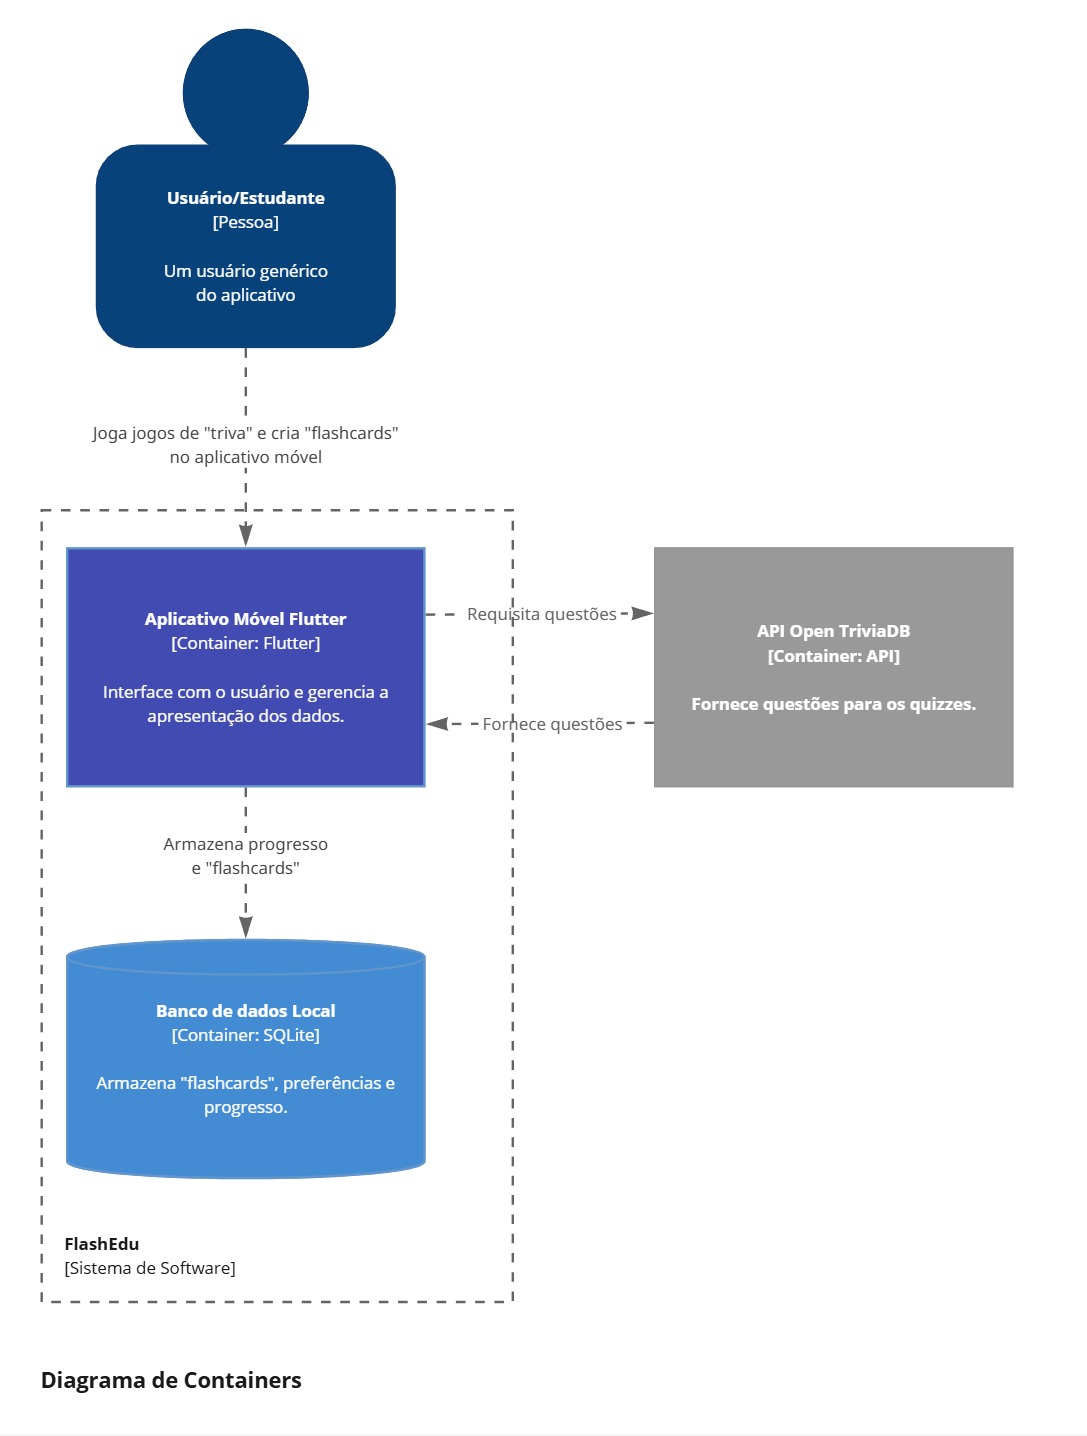 Usuário/Estudante
[Pessoa]
Um usuário genérico
do aplicativo
Joga jogos de "triva" e cria "flashcards"
no aplicativo móvel
Aplicativo Móvel Flutter
[Container: Flutter]
Interface com o usuário e gerencia a
apresentação dos dados.
Requisita questões
Fornece questões
API Open TriviaDB
[Container: API]
Fornece questões para os quizzes.
Armazena progresso
e "flashcards"
Banco de dados Local
[Container: SQLite]
Armazena "flashcards", preferências e
progresso.
FlashEdu
[Sistema de Software]
Diagrama de Containers